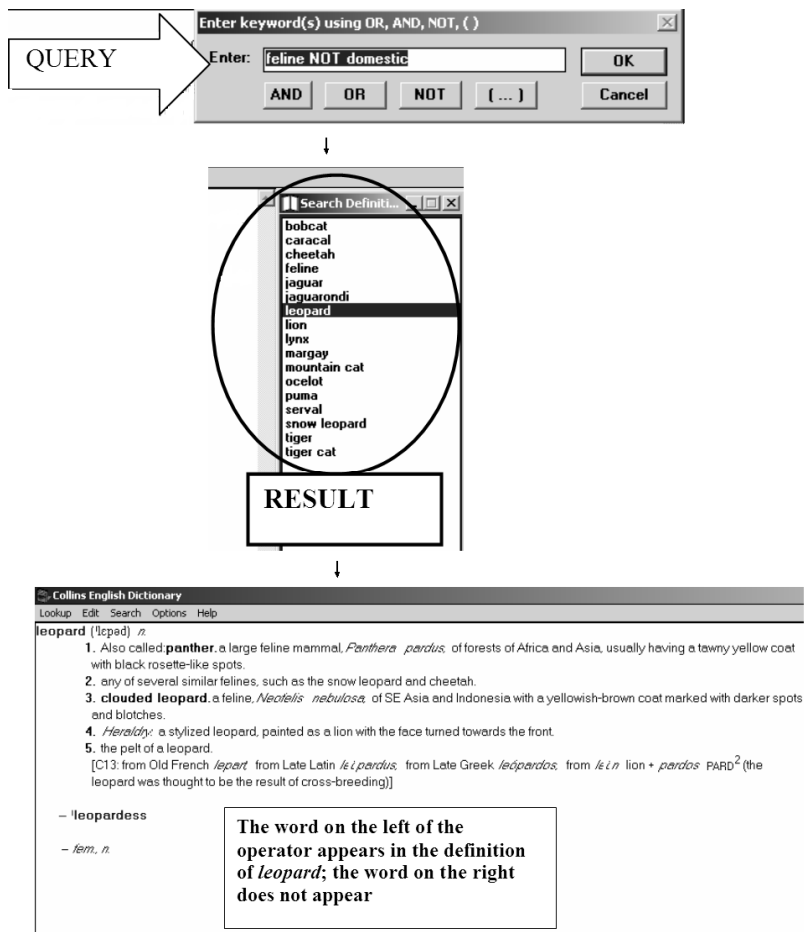 Enter keyword(s) using OR, AND, NOT, ( )
QUERY
Enter: feline NOT domestic OK
AND OR NOT ( ... ) Cancel
Search Definiti...
bobcat
caracal
cheetah
feline
jaguar
jaguarondi
leopard
lion
lynx
margay
mountain cat
ocelot
puma
serval
snow leopard
tiger
tiger cat
RESULT
Collins English Dictionary
Lookup Edit Search Options Help
leopard (ˈlɛpəd) n.
1. Also called:panther. a large feline mammal, Panthera pardus, of forests of Africa and Asia, usually having a tawny yellow coat
with black rosette-like spots.
2. any of several similar felines, such as the snow leopard and cheetah.
3. clouded leopard. a feline, Neofelis nebulosa, of SE Asia and Indonesia with a yellowish-brown coat marked with darker spots
and blotches.
4. Heraldry: a stylized leopard, painted as a lion with the face turned towards the front.
5. the pelt of a leopard.
[C13: from Old French lepart, from Late Latin lɛɩpardus, from Late Greek leópardos, from lɛɩn lion + pardos PARD² (the
leopard was thought to be the result of cross-breeding)]
– ˈleopardess
– fem., n.
The word on the left of the
operator appears in the definition
of leopard; the word on the right
does not appear